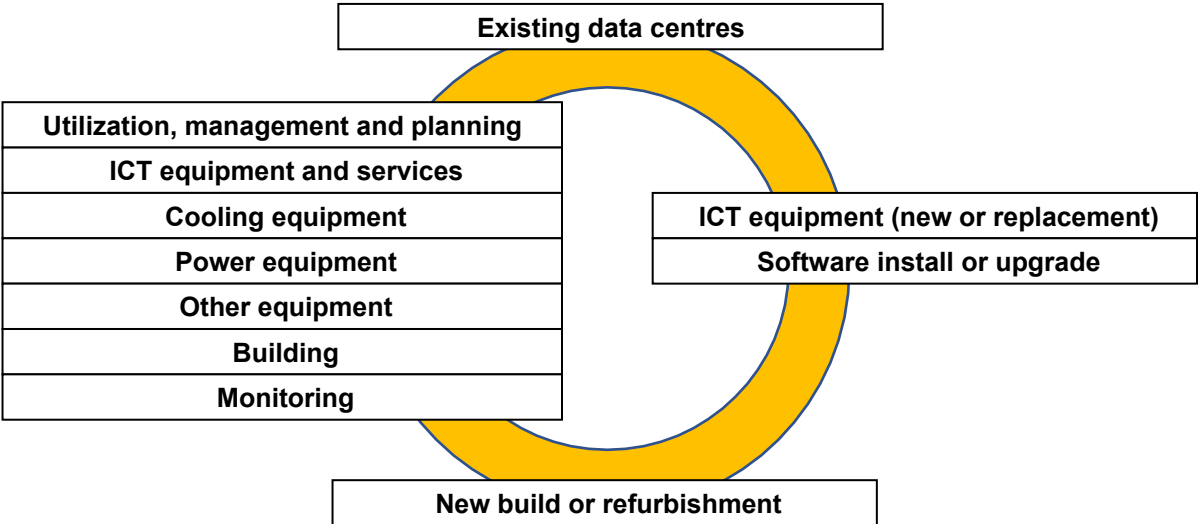 Existing data centres
Utilization, management and planning
ICT equipment and services
Cooling equipment
Power equipment
Other equipment
Building
Monitoring
ICT equipment (new or replacement)
Software install or upgrade
New build or refurbishment